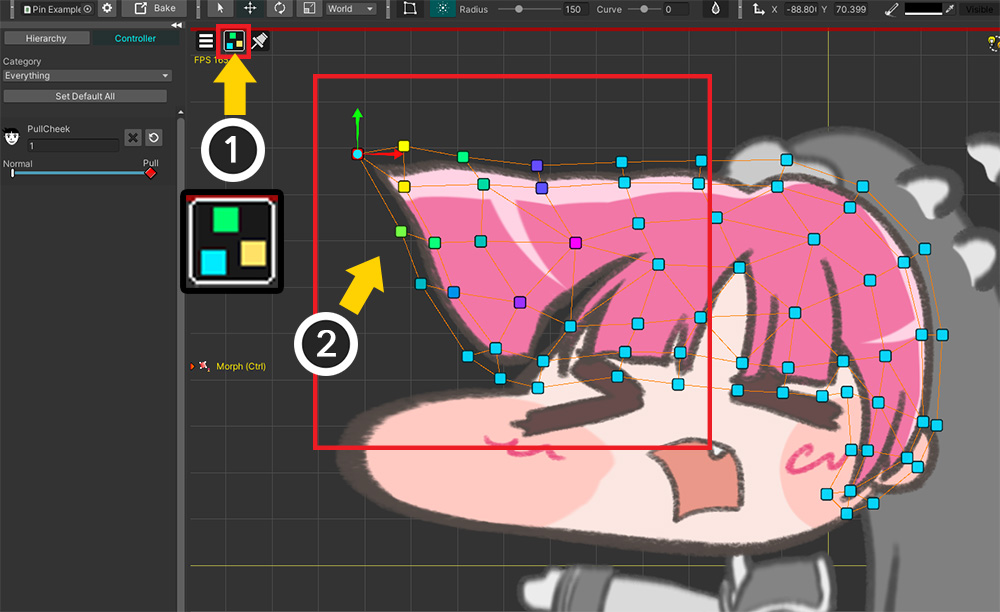 Pin Example
Bake
World
Radius
150
Curve
0
X
-88.80
Y
70.399
Visible
Hierarchy
Controller
Category
Everything
Set Default All
PullCheek
1
Normal
Pull
FPS
1
2
Morph (Ctrl)